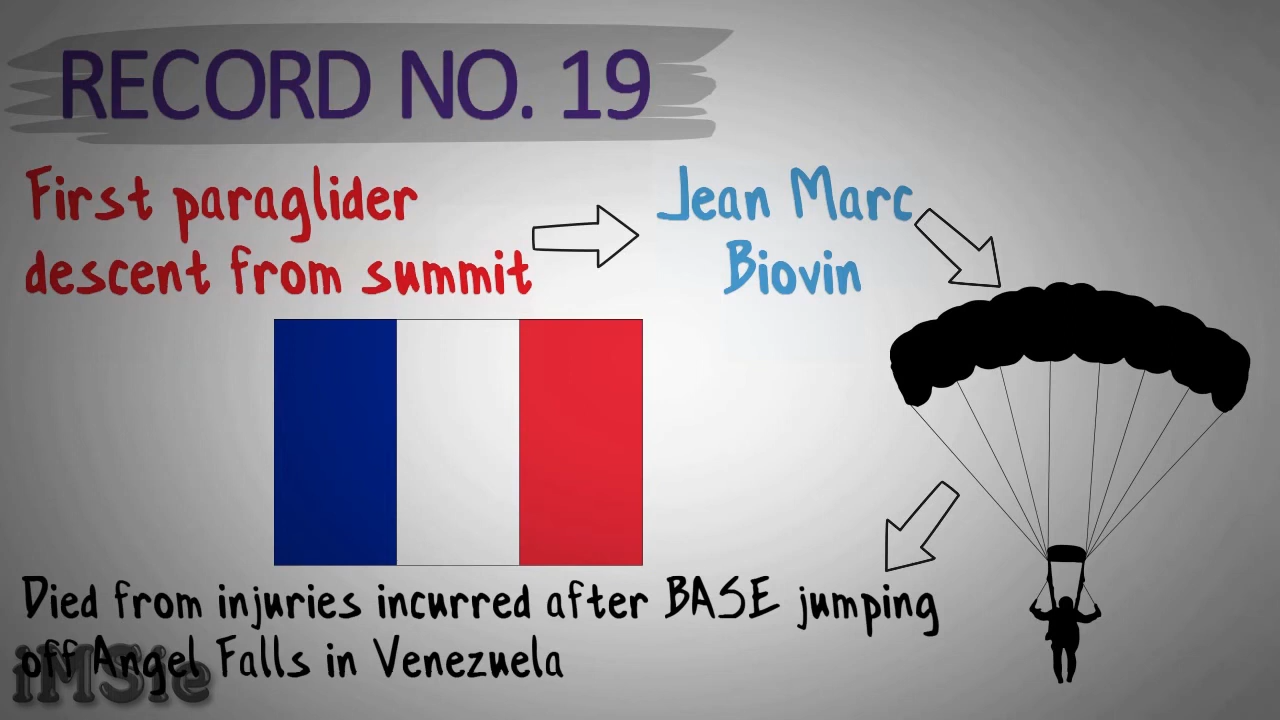 RECORD NO. 19
First paraglider
descent from summit
Jean Marc
Biovin
Died from injuries incurred after BASE jumping
off Angel Falls in Venezuela
iMSie